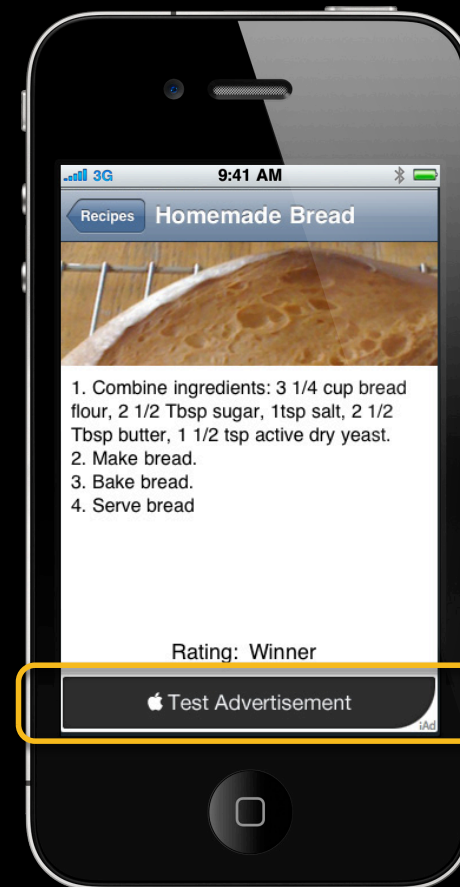 3G 9:41 AM
Recipes Homemade Bread
1. Combine ingredients: 3 1/4 cup bread
flour, 2 1/2 Tbsp sugar, 1tsp salt, 2 1/2
Tbsp butter, 1 1/2 tsp active dry yeast.
2. Make bread.
3. Bake bread.
4. Serve bread
Rating: Winner
Test Advertisement
iAd